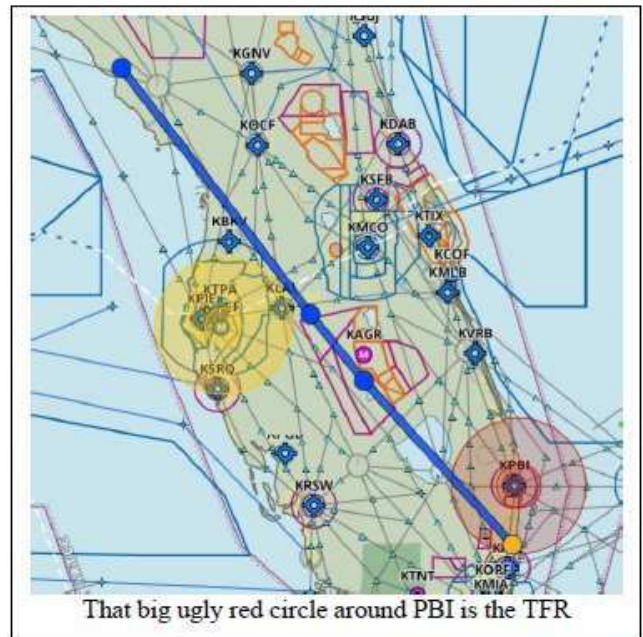 KGNV
KOCF
KDAB
KSFB
KBKV
KMCO
KTIX
KCOF
KMLB
KTPA
KAGR
M
KVRB
KSRQ
KPBI
KRSW
KTNT
KOPF
KMIA
That big ugly red circle around PBI is the TFR